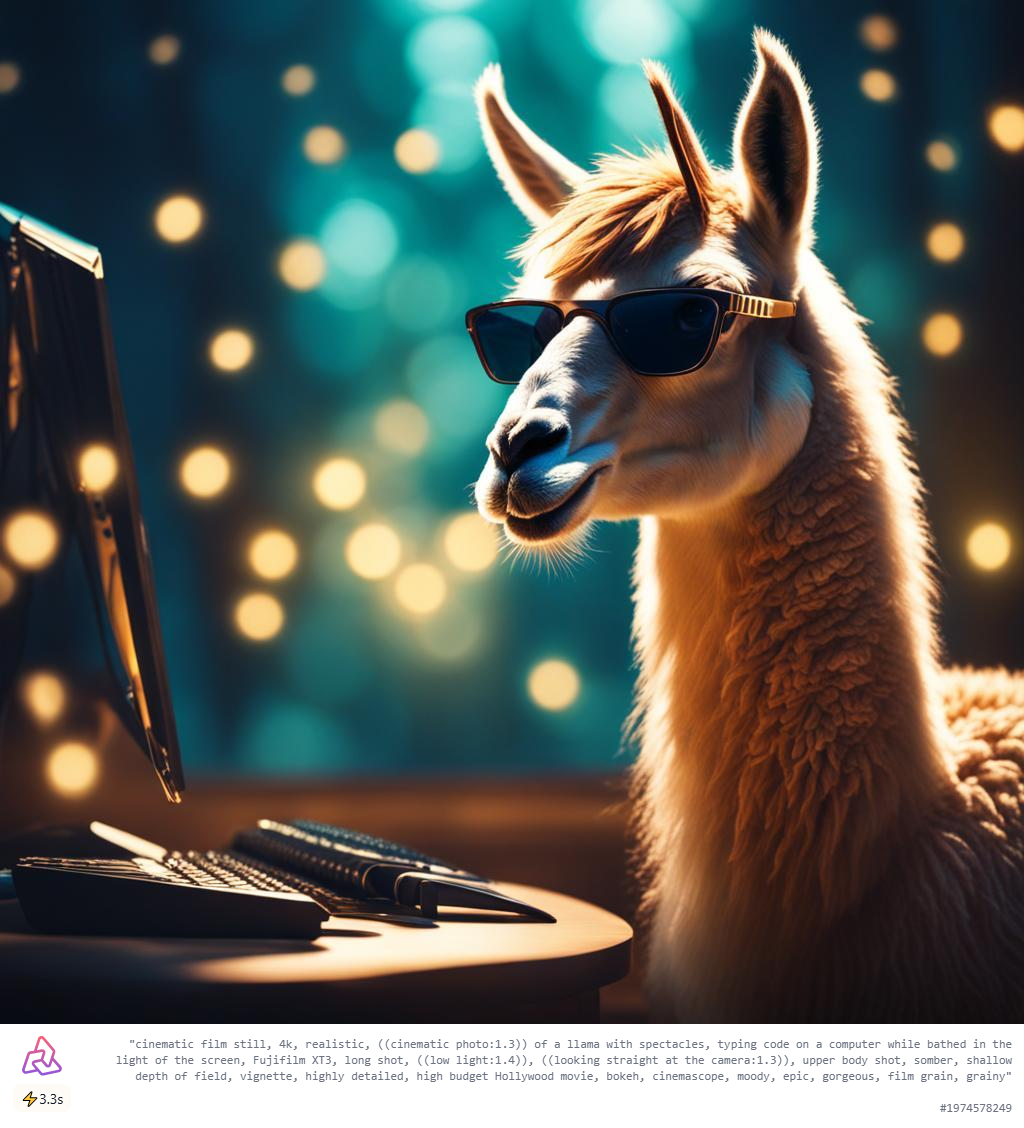 "cinematic film still, 4k, realistic, ((cinematic photo:1.3)) of a llama with spectacles, typing code on a computer while bathed in the
light of the screen, Fujifilm XT3, long shot, ((low light:1.4)), ((looking straight at the camera:1.3)), upper body shot, somber, shallow
depth of field, vignette, highly detailed, high budget Hollywood movie, bokeh, cinemascope, moody, epic, gorgeous, film grain, grainy"
3.3s
#1974578249